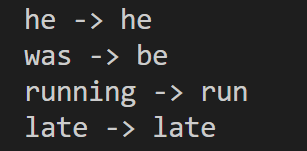 he -> he
was -> be
running -> run
late -> late